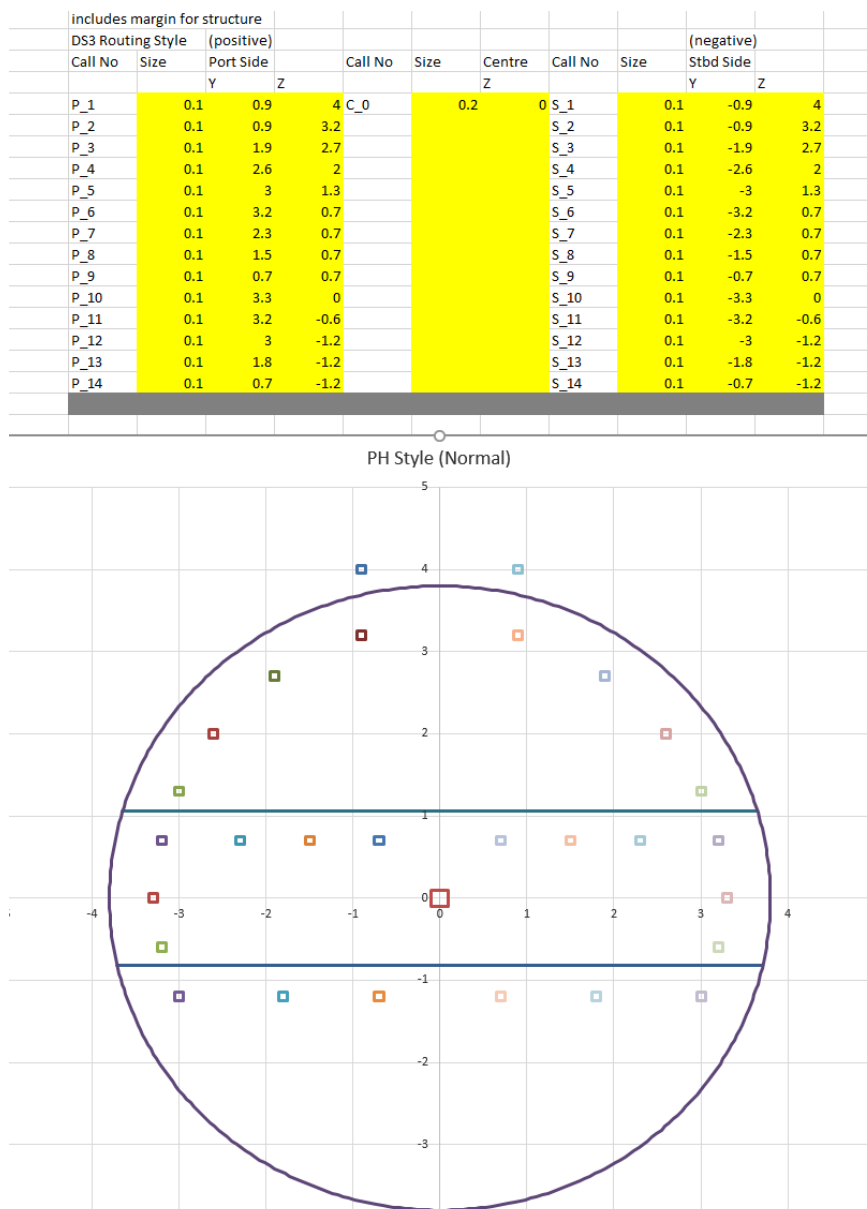 includes margin for structure
DS3 Routing Style (positive) (negative)
Call No Size Port Side Call No Size Centre Call No Size Stbd Side
Y Z Z Y Z
P_1 0.1 0.9 4 C_0 0.2 0 S_1 0.1 -0.9 4
P_2 0.1 0.9 3.2 S_2 0.1 -0.9 3.2
P_3 0.1 1.9 2.7 S_3 0.1 -1.9 2.7
P_4 0.1 2.6 2 S_4 0.1 -2.6 2
P_5 0.1 3 1.3 S_5 0.1 -3 1.3
P_6 0.1 3.2 0.7 S_6 0.1 -3.2 0.7
P_7 0.1 2.3 0.7 S_7 0.1 -2.3 0.7
P_8 0.1 1.5 0.7 S_8 0.1 -1.5 0.7
P_9 0.1 0.7 0.7 S_9 0.1 -0.7 0.7
P_10 0.1 3.3 0 S_10 0.1 -3.3 0
P_11 0.1 3.2 -0.6 S_11 0.1 -3.2 -0.6
P_12 0.1 3 -1.2 S_12 0.1 -3 -1.2
P_13 0.1 1.8 -1.2 S_13 0.1 -1.8 -1.2
P_14 0.1 0.7 -1.2 S_14 0.1 -0.7 -1.2
PH Style (Normal)
5
4
3
2
1
0
-4 -3 -2 -1 0 1 2 3 4
-1
-2
-3